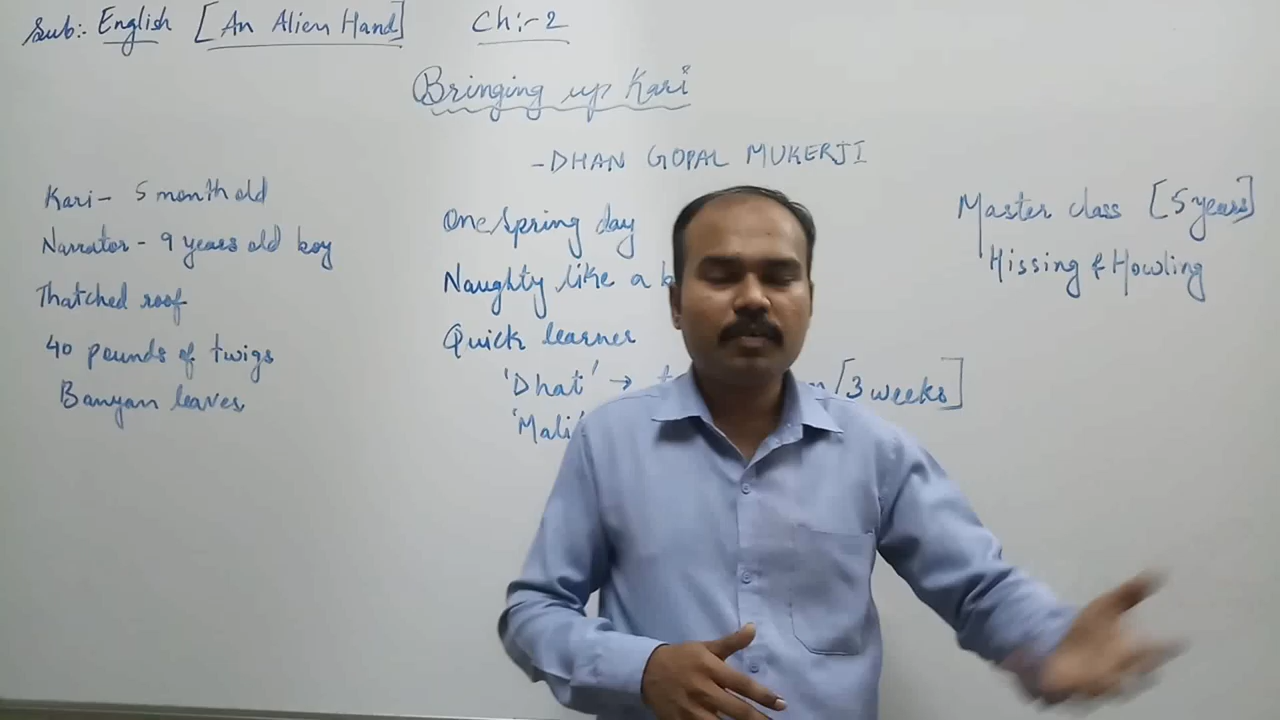 Sub:- English [An Alien Hand] Ch:- 2
Bringing up Kari
- DHAN GOPAL MUKERJI
Kari - 5 month old
Narrator - 9 years old boy
Thatched roof
40 pounds of twigs
Banyan leaves
One spring day
Naughty like a
Quick learner
'Dhat' →
[3 weeks]
'Mali
Master class [5 years]
Hissing & Howling